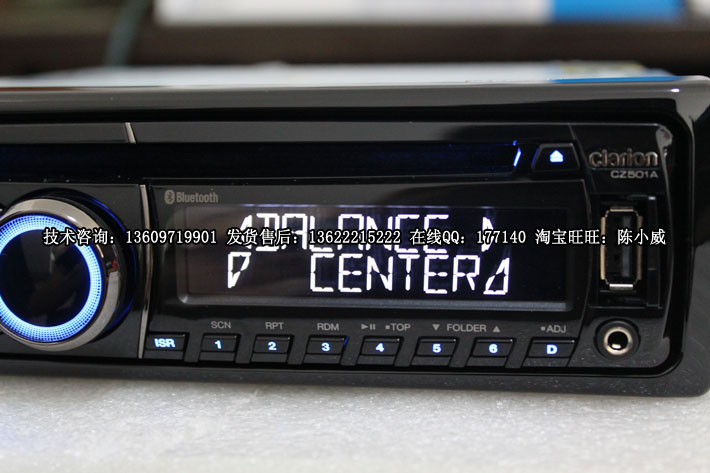 clarion
CZ501A
Bluetooth
BALANCE
技术咨询：13609719901 发货售后：13622215222 在线QQ：177140 淘宝旺旺：陈小威
CENTER
SCN RPT RDM ▶II ■TOP ▼ FOLDER ▲ ■ADJ
ISR 1 2 3 4 5 6 D